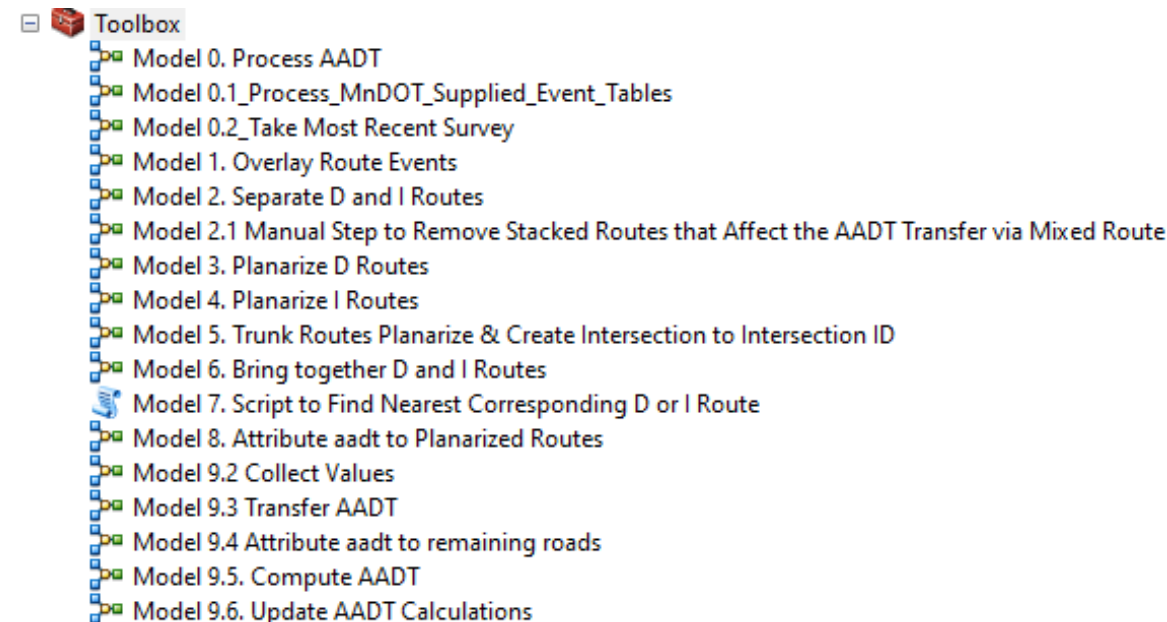 Toolbox
Model 0. Process AADT
Model 0.1_Process_MnDOT_Supplied_Event_Tables
Model 0.2_Take Most Recent Survey
Model 1. Overlay Route Events
Model 2. Separate D and I Routes
Model 2.1 Manual Step to Remove Stacked Routes that Affect the AADT Transfer via Mixed Route
Model 3. Planarize D Routes
Model 4. Planarize I Routes
Model 5. Trunk Routes Planarize & Create Intersection to Intersection ID
Model 6. Bring together D and I Routes
Model 7. Script to Find Nearest Corresponding D or I Route
Model 8. Attribute aadt to Planarized Routes
Model 9.2 Collect Values
Model 9.3 Transfer AADT
Model 9.4 Attribute aadt to remaining roads
Model 9.5. Compute AADT
Model 9.6. Update AADT Calculations